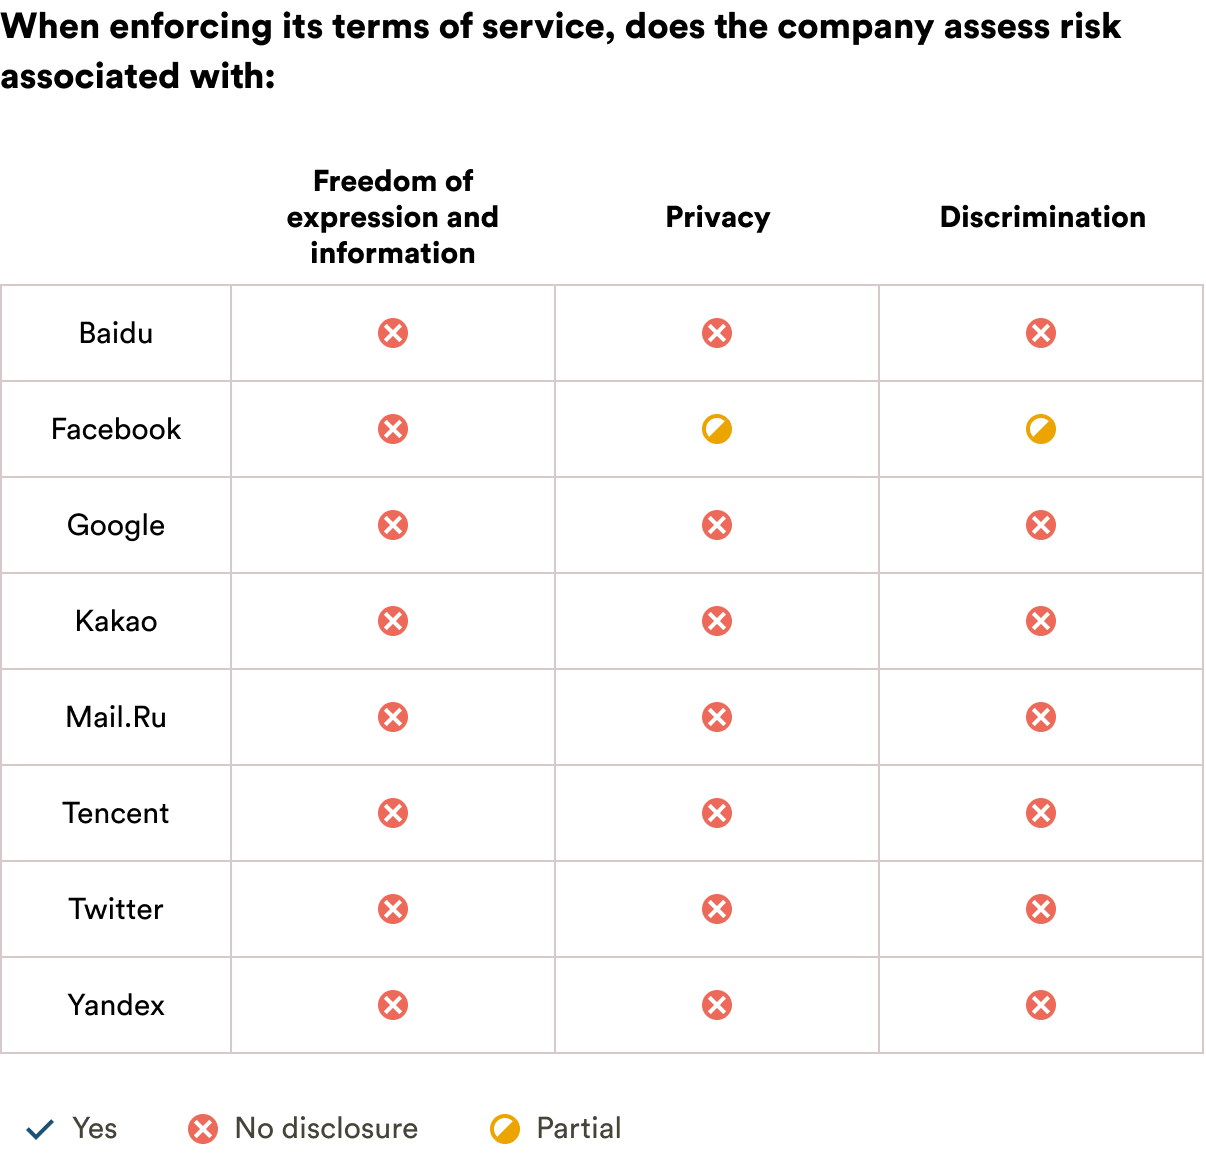 When enforcing its terms of service, does the company assess risk
associated with:
Freedom of
expression and
information
Privacy
Discrimination
Baidu
Facebook
Google
Kakao
Mail.Ru
Tencent
Twitter
Yandex
Yes
No disclosure
Partial